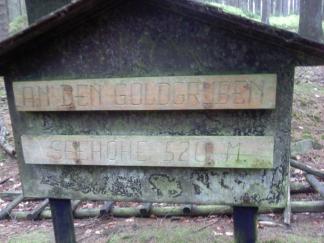 AN DEN GOLDGRUBEN
SEEHÖHE 520 M.